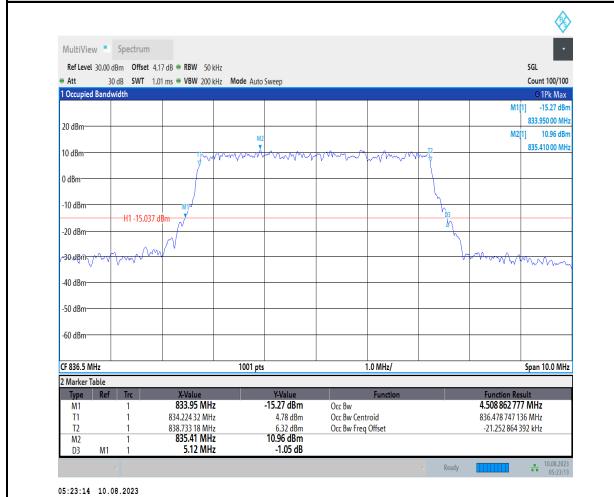 MultiView Spectrum
Ref Level 30.00 dBm Offset 4.17 dB RBW 50 kHz SGL
Att 30 dB SWT 1.01 ms VBW 200 kHz Mode Auto Sweep Count 100/100
1 Occupied Bandwidth 1Pk Max
M1[1] -15.27 dBm
833.95000 MHz
M2[1] 10.96 dBm
835.41000 MHz
20 dBm
M2
T1
T2
10 dBm
0 dBm
-10 dBm
M1
D3
H1 -15.037 dBm
-20 dBm
-30 dBm
-40 dBm
-50 dBm
-60 dBm
CF 836.5 MHz 1001 pts 1.0 MHz/ Span 10.0 MHz
2 Marker Table
Type Ref Trc X-Value Y-Value Function Function Result
M1 1 833.95 MHz -15.27 dBm Occ Bw 4.508 862 777 MHz
T1 1 834.224 32 MHz 4.78 dBm Occ Bw Centroid 836.478 747 136 MHz
T2 1 838.733 18 MHz 6.32 dBm Occ Bw Freq Offset -21.252 864 392 kHz
M2 1 835.41 MHz 10.96 dBm
D3 M1 1 5.12 MHz -1.05 dB
Ready 10.08.2023
05:23:13
05:23:14 10.08.2023